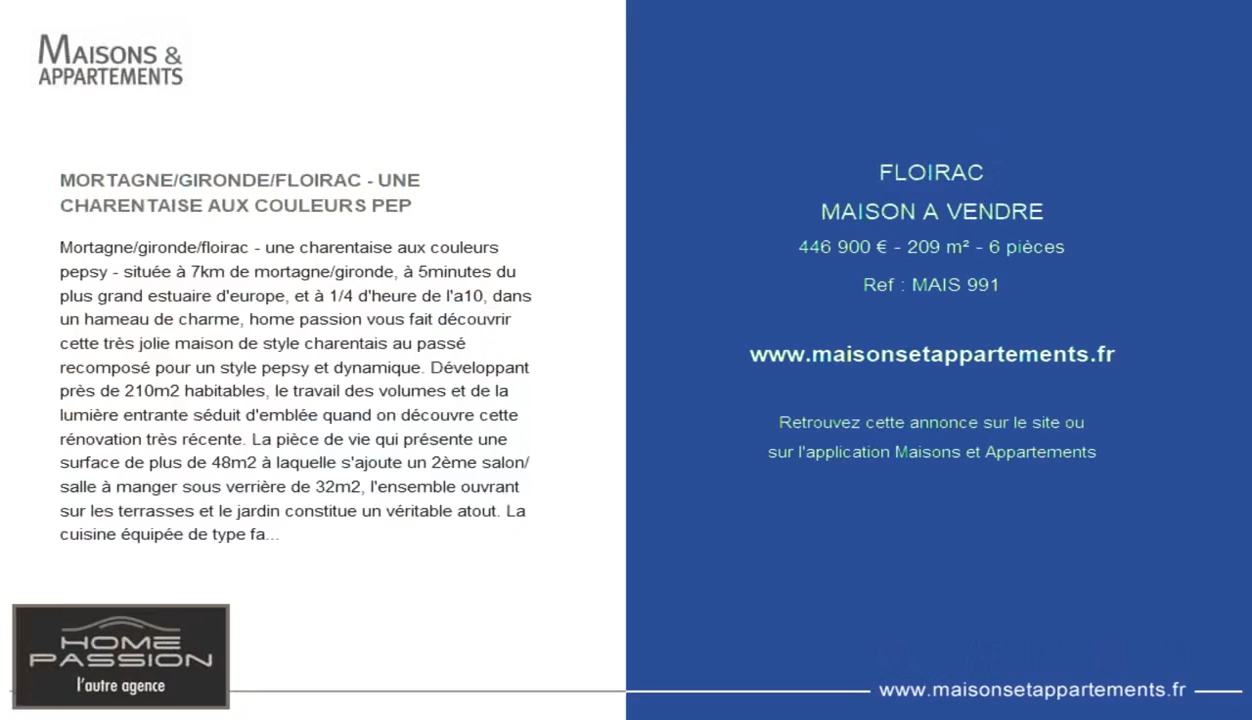 MAISONS &
APPARTEMENTS
MORTAGNE/GIRONDE/FLOIRAC - UNE
CHARENTAISE AUX COULEURS PEP
Mortagne/gironde/floirac - une charentaise aux couleurs
pepsy - située à 7km de mortagne/gironde, à 5minutes du
plus grand estuaire d'europe, et à 1/4 d'heure de l'a10, dans
un hameau de charme, home passion vous fait découvrir
cette très jolie maison de style charentais au passé
recomposé pour un style pepsy et dynamique. Développant
près de 210m2 habitables, le travail des volumes et de la
lumière entrante séduit d'emblée quand on découvre cette
rénovation très récente. La pièce de vie qui présente une
surface de plus de 48m2 à laquelle s'ajoute un 2ème salon/
salle à manger sous verrière de 32m2, l'ensemble ouvrant
sur les terrasses et le jardin constitue un véritable atout. La
cuisine équipée de type fa...
HOME
PASSION
l'autre agence
FLOIRAC
MAISON A VENDRE
446 900 € - 209 m² - 6 pièces
Ref : MAIS 991
www.maisonsetappartements.fr
Retrouvez cette annonce sur le site ou
sur l'application Maisons et Appartements
www.maisonsetappartements.fr